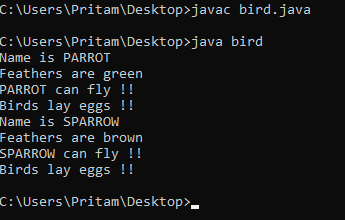 C:\Users\Pritam\Desktop>javac bird.java
C:\Users\Pritam\Desktop>java bird
Name is PARROT
Feathers are green
PARROT can fly !!
Birds lay eggs !!
Name is SPARROW
Feathers are brown
SPARROW can fly !!
Birds lay eggs !!
C:\Users\Pritam\Desktop>